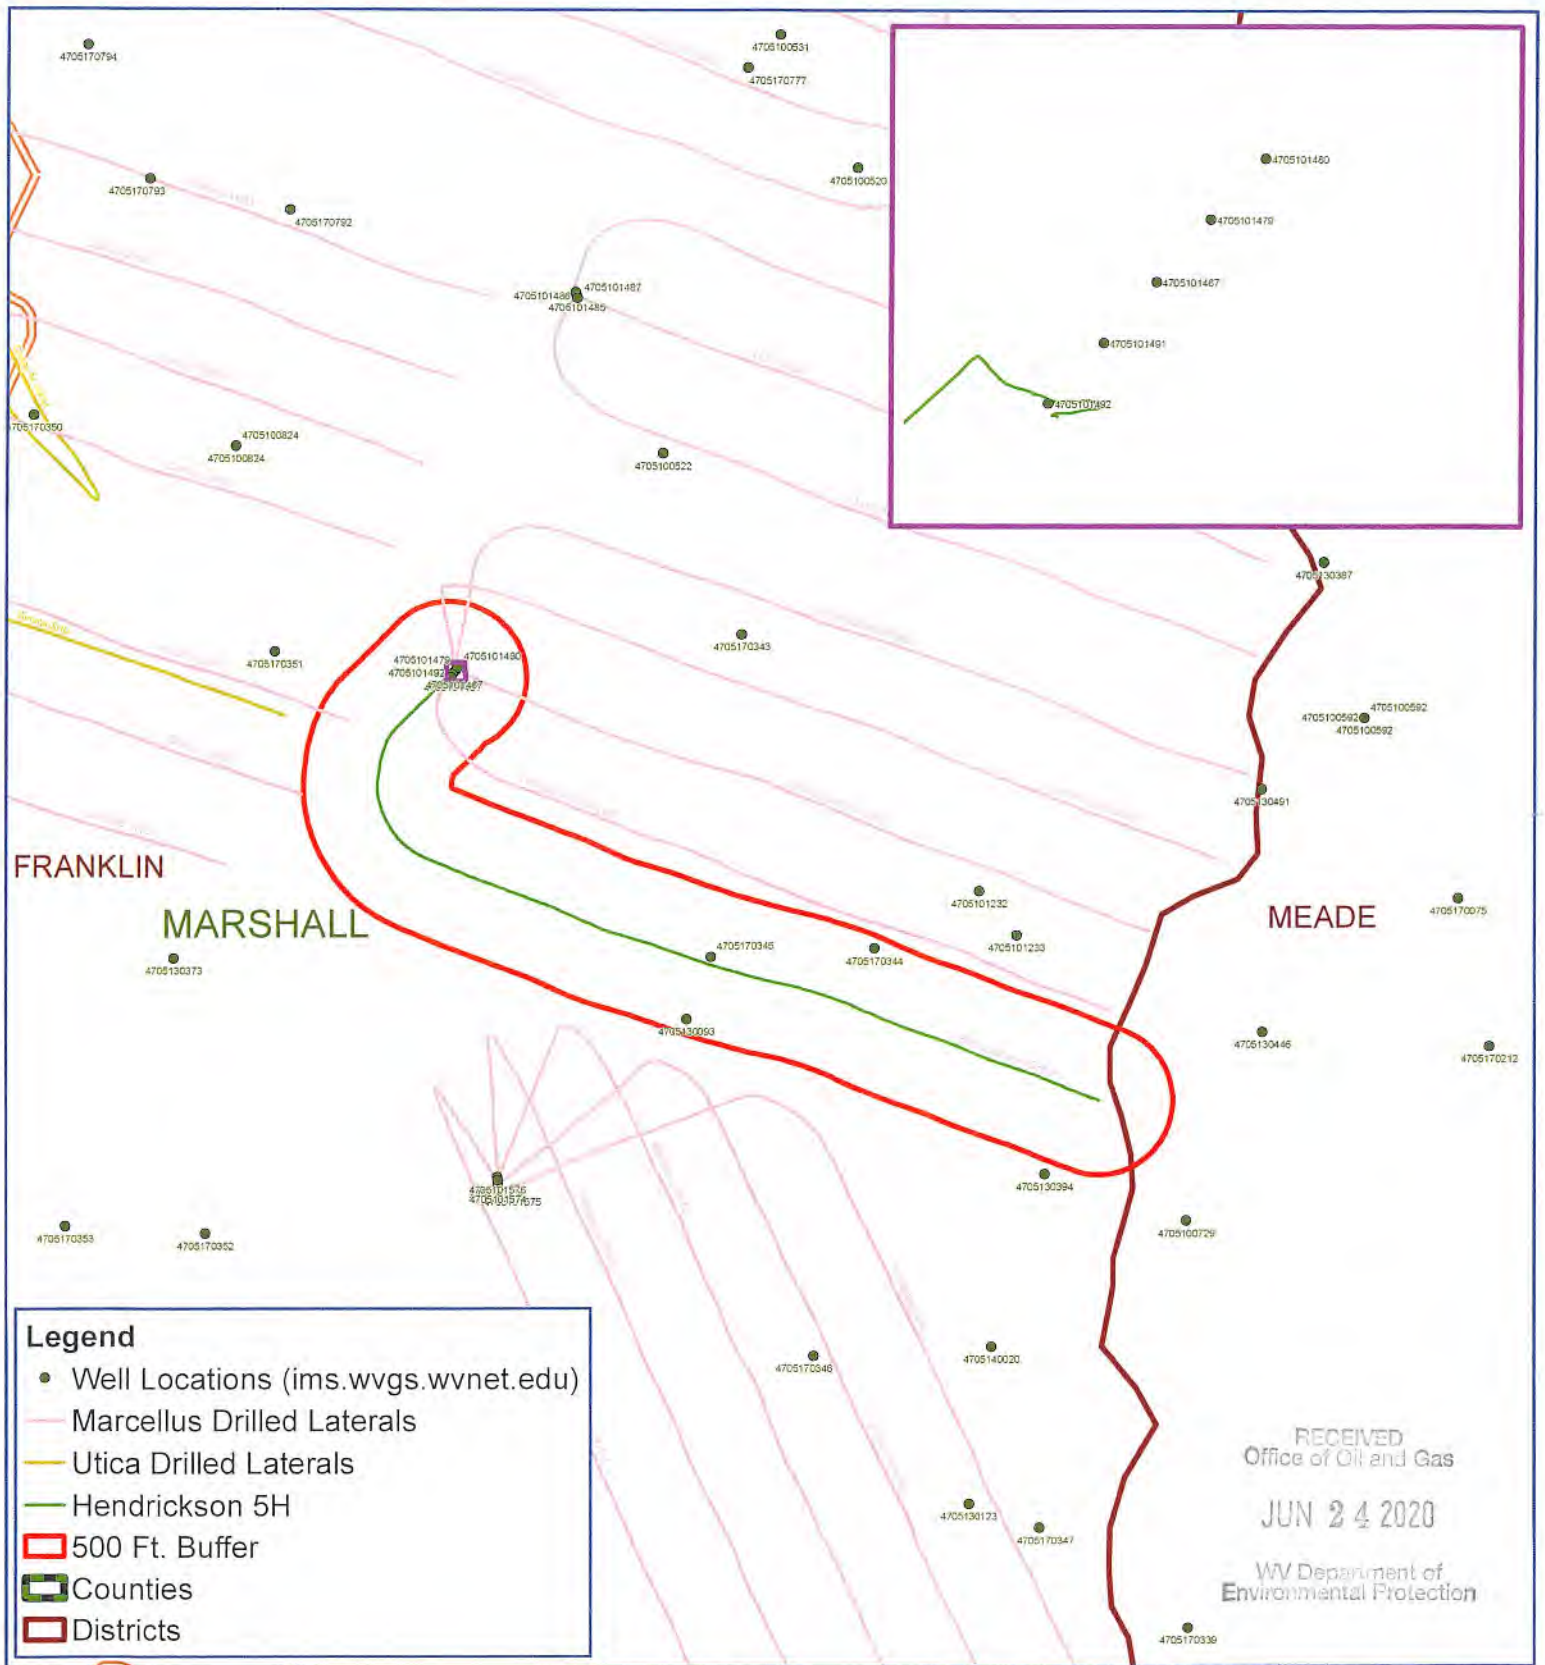 4705170794
4705100531
4705170777
4705101480
4705100520
4705170793
4705170792
4705101479
4705101467
4705101487
4705101486
4705101485
4705101491
4705101492
4705170350
4705100824
4705100824
4705100522
4705130387
4705170343
4705170351
4705101479
4705101480
4705101492
4705100592
4705100592
4705100592
4705130491
FRANKLIN
4705101232
4705170075
MARSHALL
MEADE
4705101233
4705170345
4705170344
4705130373
4705130093
4705130446
4705170212
4705130394
4705101576
4705170353
4705170352
4705100729
4705170346
4705140020
Legend
Well Locations (ims.wvgs.wvnet.edu)
Marcellus Drilled Laterals
Utica Drilled Laterals
Hendrickson 5H
500 Ft. Buffer
Counties
Districts
RECEIVED
Office of Oil and Gas
JUN 24 2020
WV Department of
Environmental Protection
4705130123
4705170347
4705170339